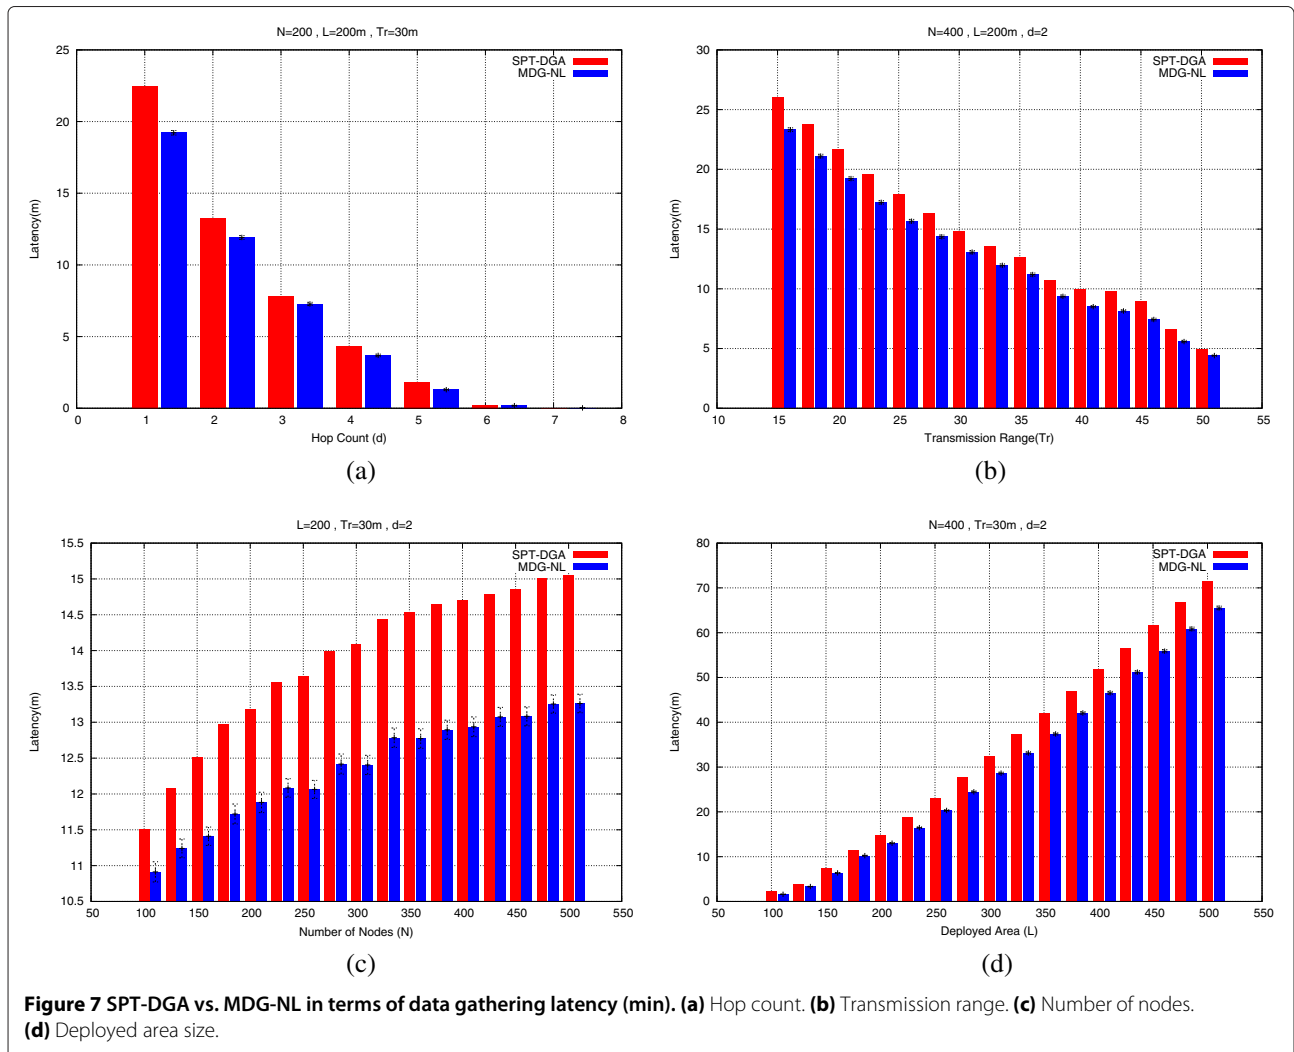 N=200 , L=200m , Tr=30m
25
20
15
10
5
0
Latency(m)
SPT-DGA
MDG-NL
0 1 2 3 4 5 6 7 8
Hop Count (d)
(a)
N=400 , L=200m , d=2
30
25
20
15
10
5
0
Latency(m)
SPT-DGA
MDG-NL
10 15 20 25 30 35 40 45 50 55
Transmission Range(Tr)
(b)
L=200 , Tr=30m , d=2
15.5
15
14.5
14
13.5
13
12.5
12
11.5
11
10.5
Latency(m)
SPT-DGA
MDG-NL
50 100 150 200 250 300 350 400 450 500 550
Number of Nodes (N)
(c)
N=400 , Tr=30m , d=2
80
70
60
50
40
30
20
10
0
Latency(m)
SPT-DGA
MDG-NL
50 100 150 200 250 300 350 400 450 500 550
Deployed Area (L)
(d)
Figure 7 SPT-DGA vs. MDG-NL in terms of data gathering latency (min). (a) Hop count. (b) Transmission range. (c) Number of nodes.
(d) Deployed area size.